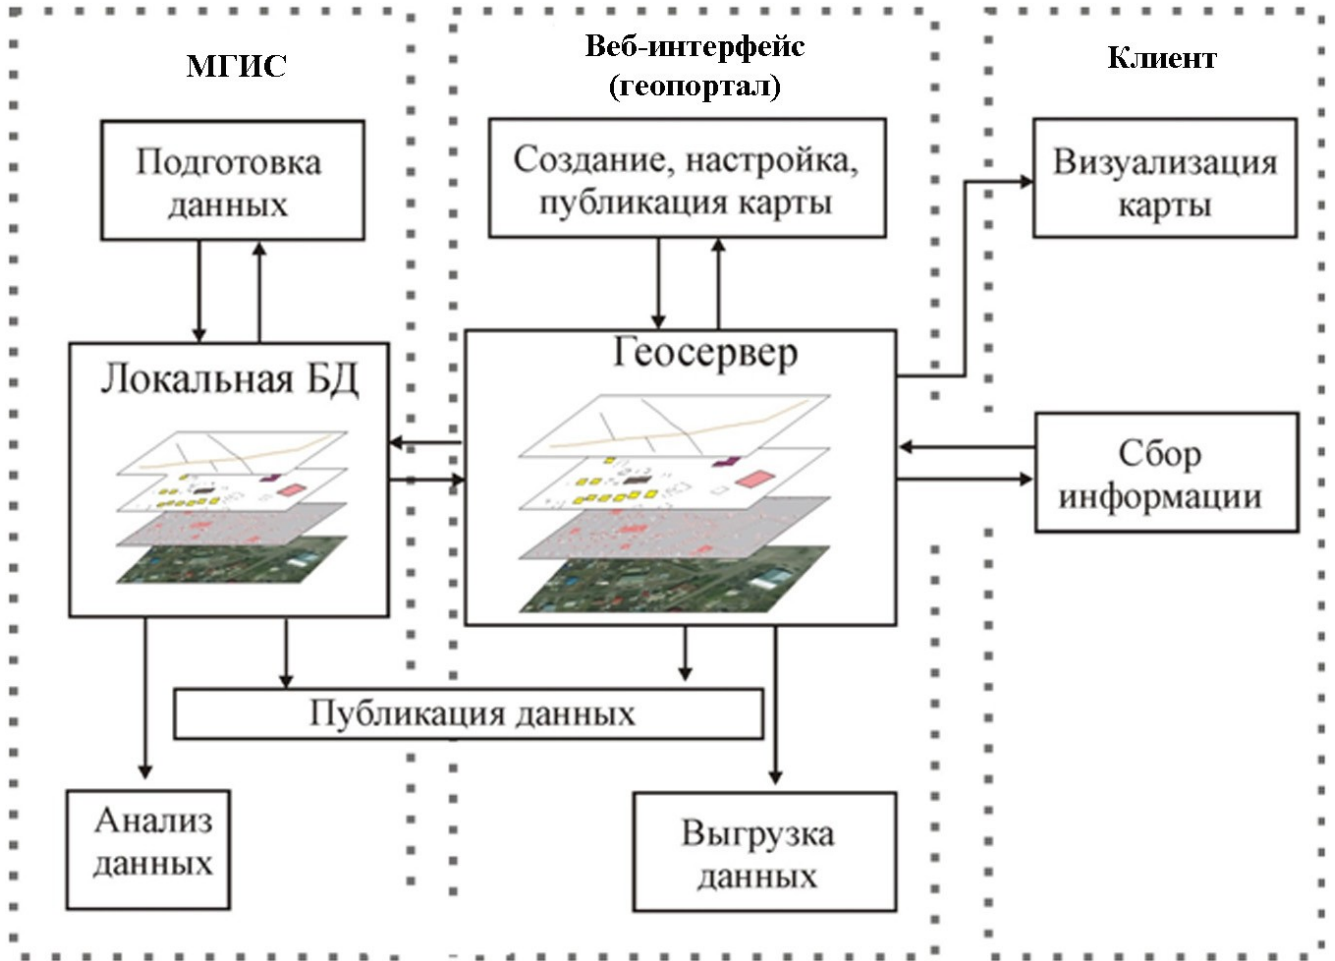 МГИС
Веб-интерфейс
(геопортал)
Клиент
Подготовка
данных
Создание, настройка,
публикация карты
Визуализация
карты
Локальная БД
Геосервер
Сбор
информации
Публикация данных
Анализ
данных
Выгрузка
данных